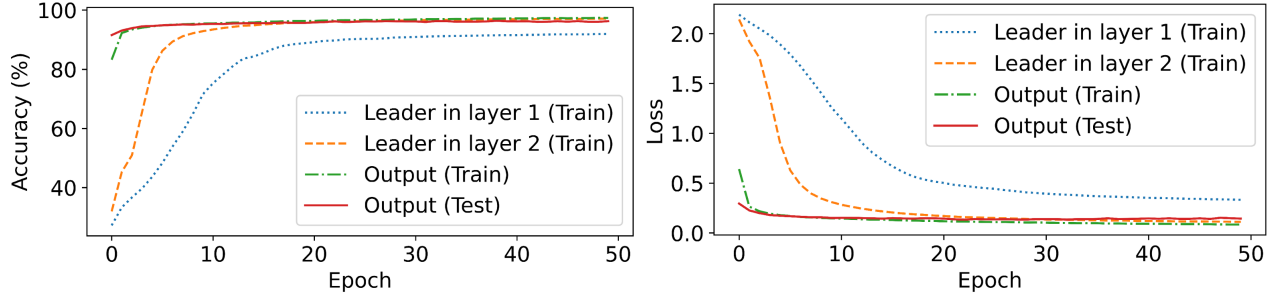 100
80
60
40
Accuracy (%)
Leader in layer 1 (Train)
Leader in layer 2 (Train)
Output (Train)
Output (Test)
0 10 20 30 40 50
Epoch
2.0
1.5
1.0
0.5
0.0
Loss
Leader in layer 1 (Train)
Leader in layer 2 (Train)
Output (Train)
Output (Test)
0 10 20 30 40 50
Epoch